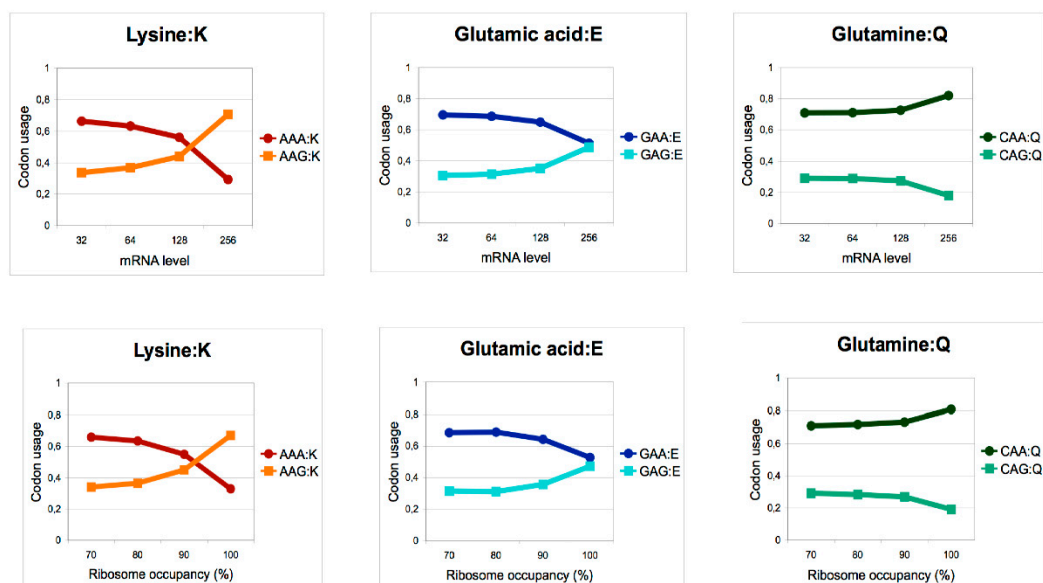 Lysine:K
1
0,8
0,6
0,4
0,2
0
Codon usage
32 64 128 256
mRNA level
AAA:K
AAG:K
Glutamic acid:E
1
0,8
0,6
0,4
0,2
0
Codon usage
32 64 128 256
mRNA level
GAA:E
GAG:E
Glutamine:Q
1
0,8
0,6
0,4
0,2
0
Codon usage
32 64 128 256
mRNA level
CAA:Q
CAG:Q
Lysine:K
1
0,8
0,6
0,4
0,2
0
Codon usage
70 80 90 100
Ribosome occupancy (%)
AAA:K
AAG:K
Glutamic acid:E
1
0,8
0,6
0,4
0,2
0
Codon usage
70 80 90 100
Ribosome occupancy (%)
GAA:E
GAG:E
Glutamine:Q
1
0,8
0,6
0,4
0,2
0
Codon usage
70 80 90 100
Ribosome occupancy (%)
CAA:Q
CAG:Q